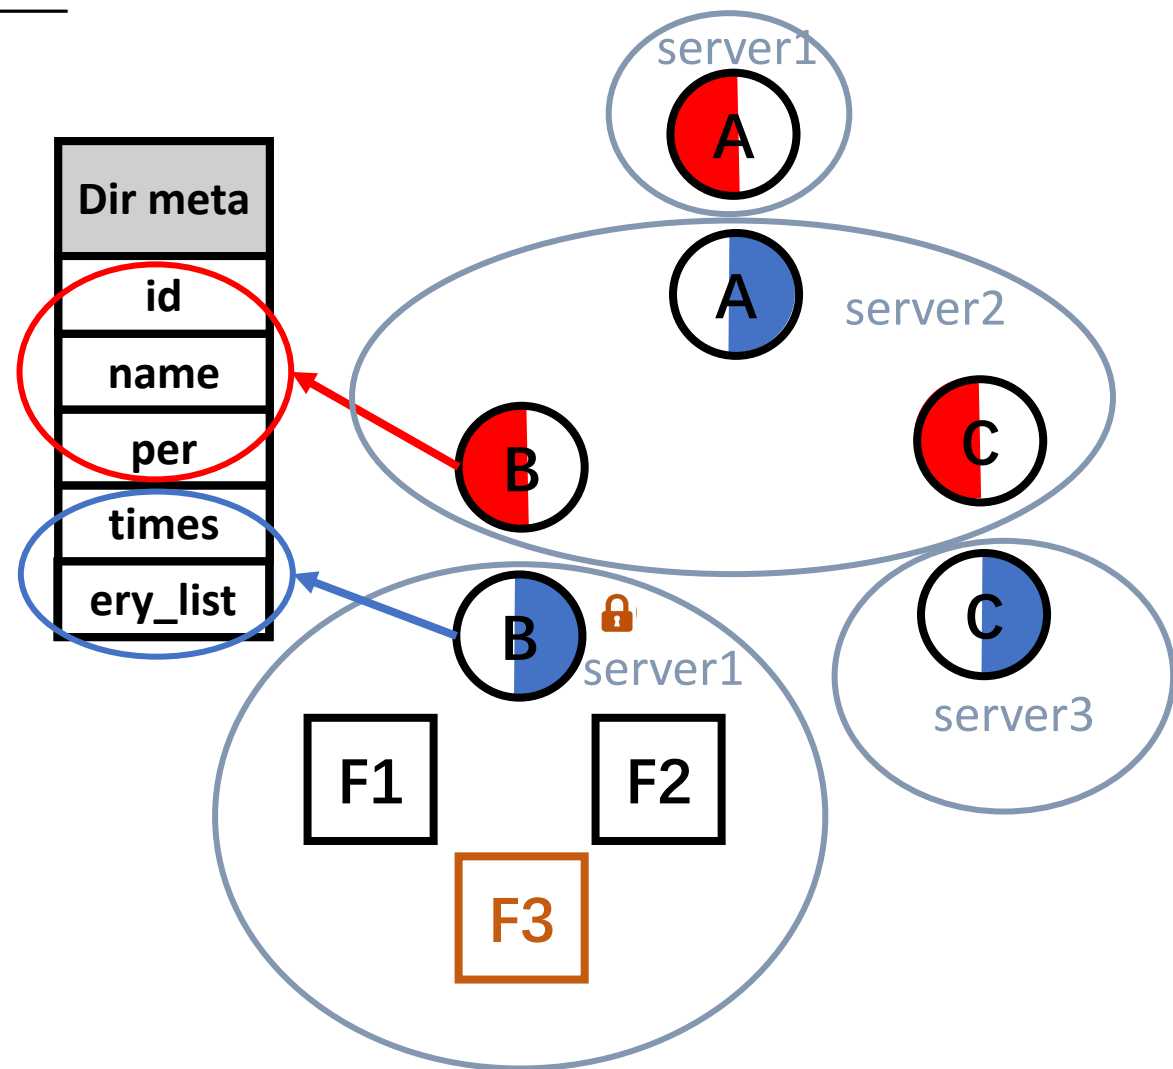 server1
A
Dir meta
id
name
per
times
ery_list
A
server2
B
C
B
server1
C
server3
F1
F2
F3